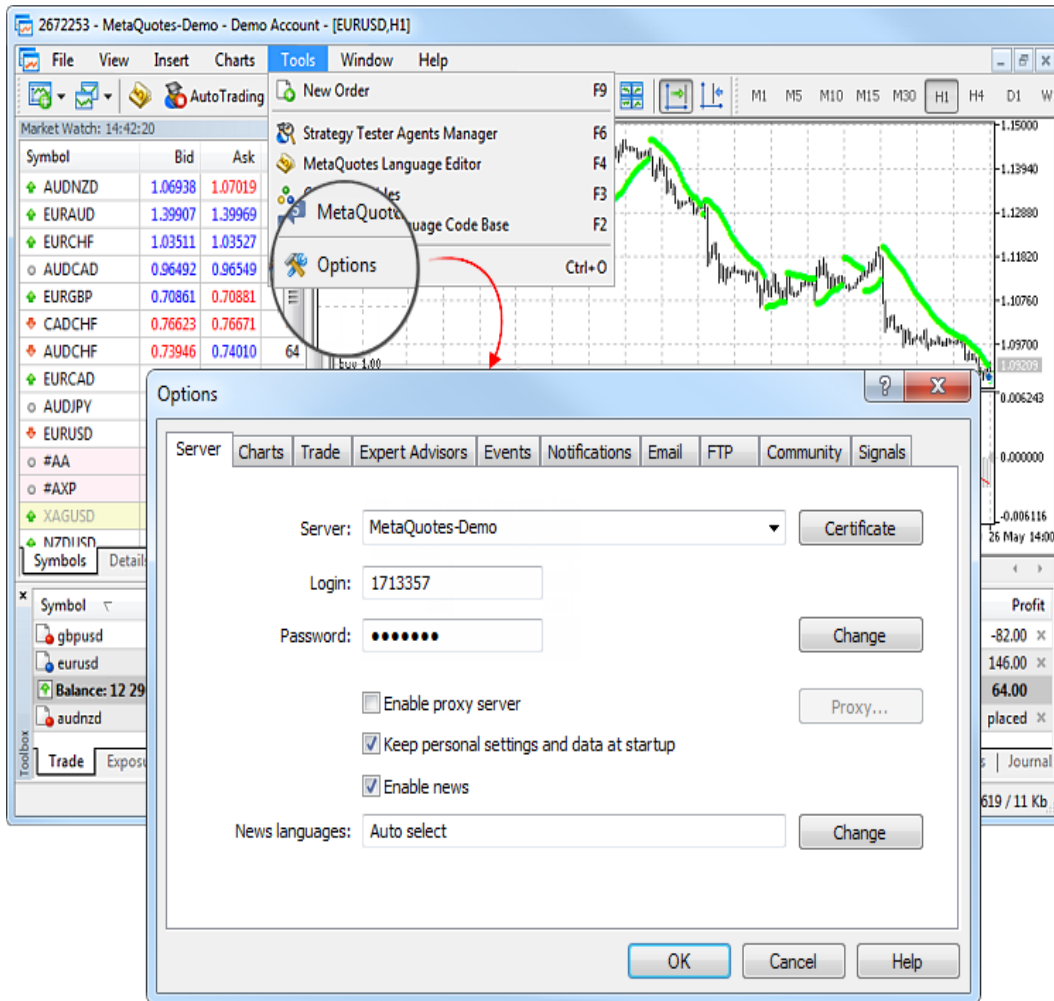 2672253 - MetaQuotes-Demo - Demo Account - [EURUSD,H1]
File View Insert Charts Tools Window Help
AutoTrading
M1 M5 M10 M15 M30 H1 H4 D1 W
New Order F9
Strategy Tester Agents Manager F6
MetaQuotes Language Editor F4
F3
MetaQuotes
Language Code Base F2
Options Ctrl+O
Market Watch: 14:42:20
Symbol Bid Ask
AUDNZD 1.06938 1.07019
EURAUD 1.39907 1.39969
EURCHF 1.03511 1.03527
AUDCAD 0.96492 0.96549
EURGBP 0.70861 0.70881
CADCHF 0.76623 0.76671
AUDCHF 0.73946 0.74010 64
EURCAD
AUDJPY
EURUSD
#AA
#AXP
XAGUSD
NZDUSD
Symbols Details
buy 1.00
1.15000
1.13940
1.12880
1.11820
1.10760
1.09700
1.09209
0.006243
0.000000
-0.006116
26 May 14:00
Options
Server Charts Trade Expert Advisors Events Notifications Email FTP Community Signals
Server: MetaQuotes-Demo Certificate
Login: 1713357
Password: ••••••• Change
Enable proxy server Proxy...
Keep personal settings and data at startup
Enable news
News languages: Auto select Change
OK Cancel Help
Symbol Profit
gbpusd -82.00
eurusd 146.00
Balance: 12 29 64.00
audnzd placed
Toolbox
Trade Exposu
s Journal
619 / 11 Kb